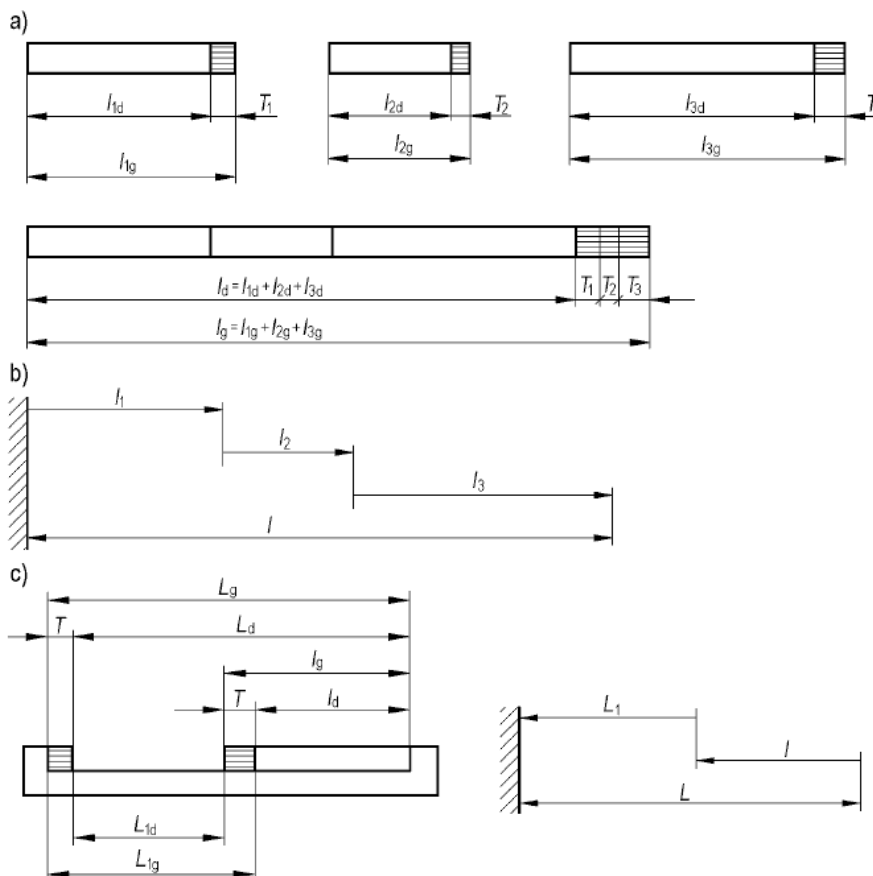 a)
l1d T1 l2d T2 l3d T
l1g l2g l3g
ld = l1d + l2d + l3d T1 T2 T3
lg = l1g + l2g + l3g
b)
l1
l2
l3
l
c)
Lg
T Ld
lg
T ld
L1
l
L
L1d
L1g